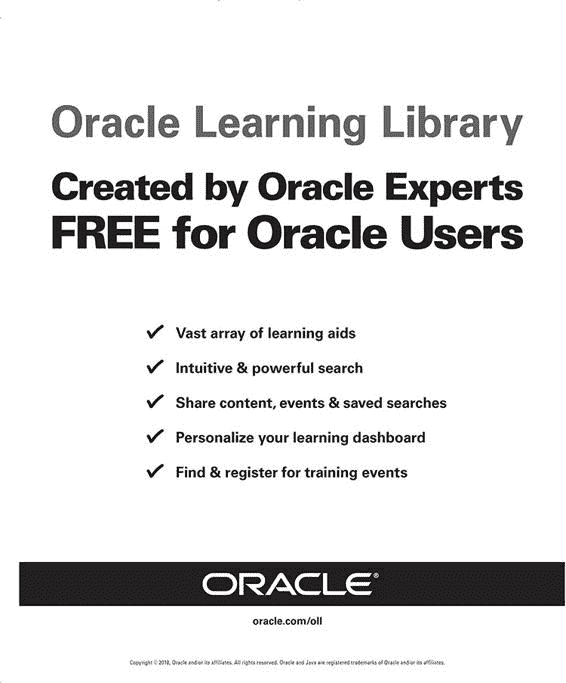 Oracle Learning Library
Created by Oracle Experts
FREE for Oracle Users
✓ Vast array of learning aids
✓ Intuitive & powerful search
✓ Share content, events & saved searches
✓ Personalize your learning dashboard
✓ Find & register for training events
ORACLE®
oracle.com/oll
Copyright © 2018, Oracle and/or its affiliates. All rights reserved. Oracle and Java are registered trademarks of Oracle and/or its affiliates.